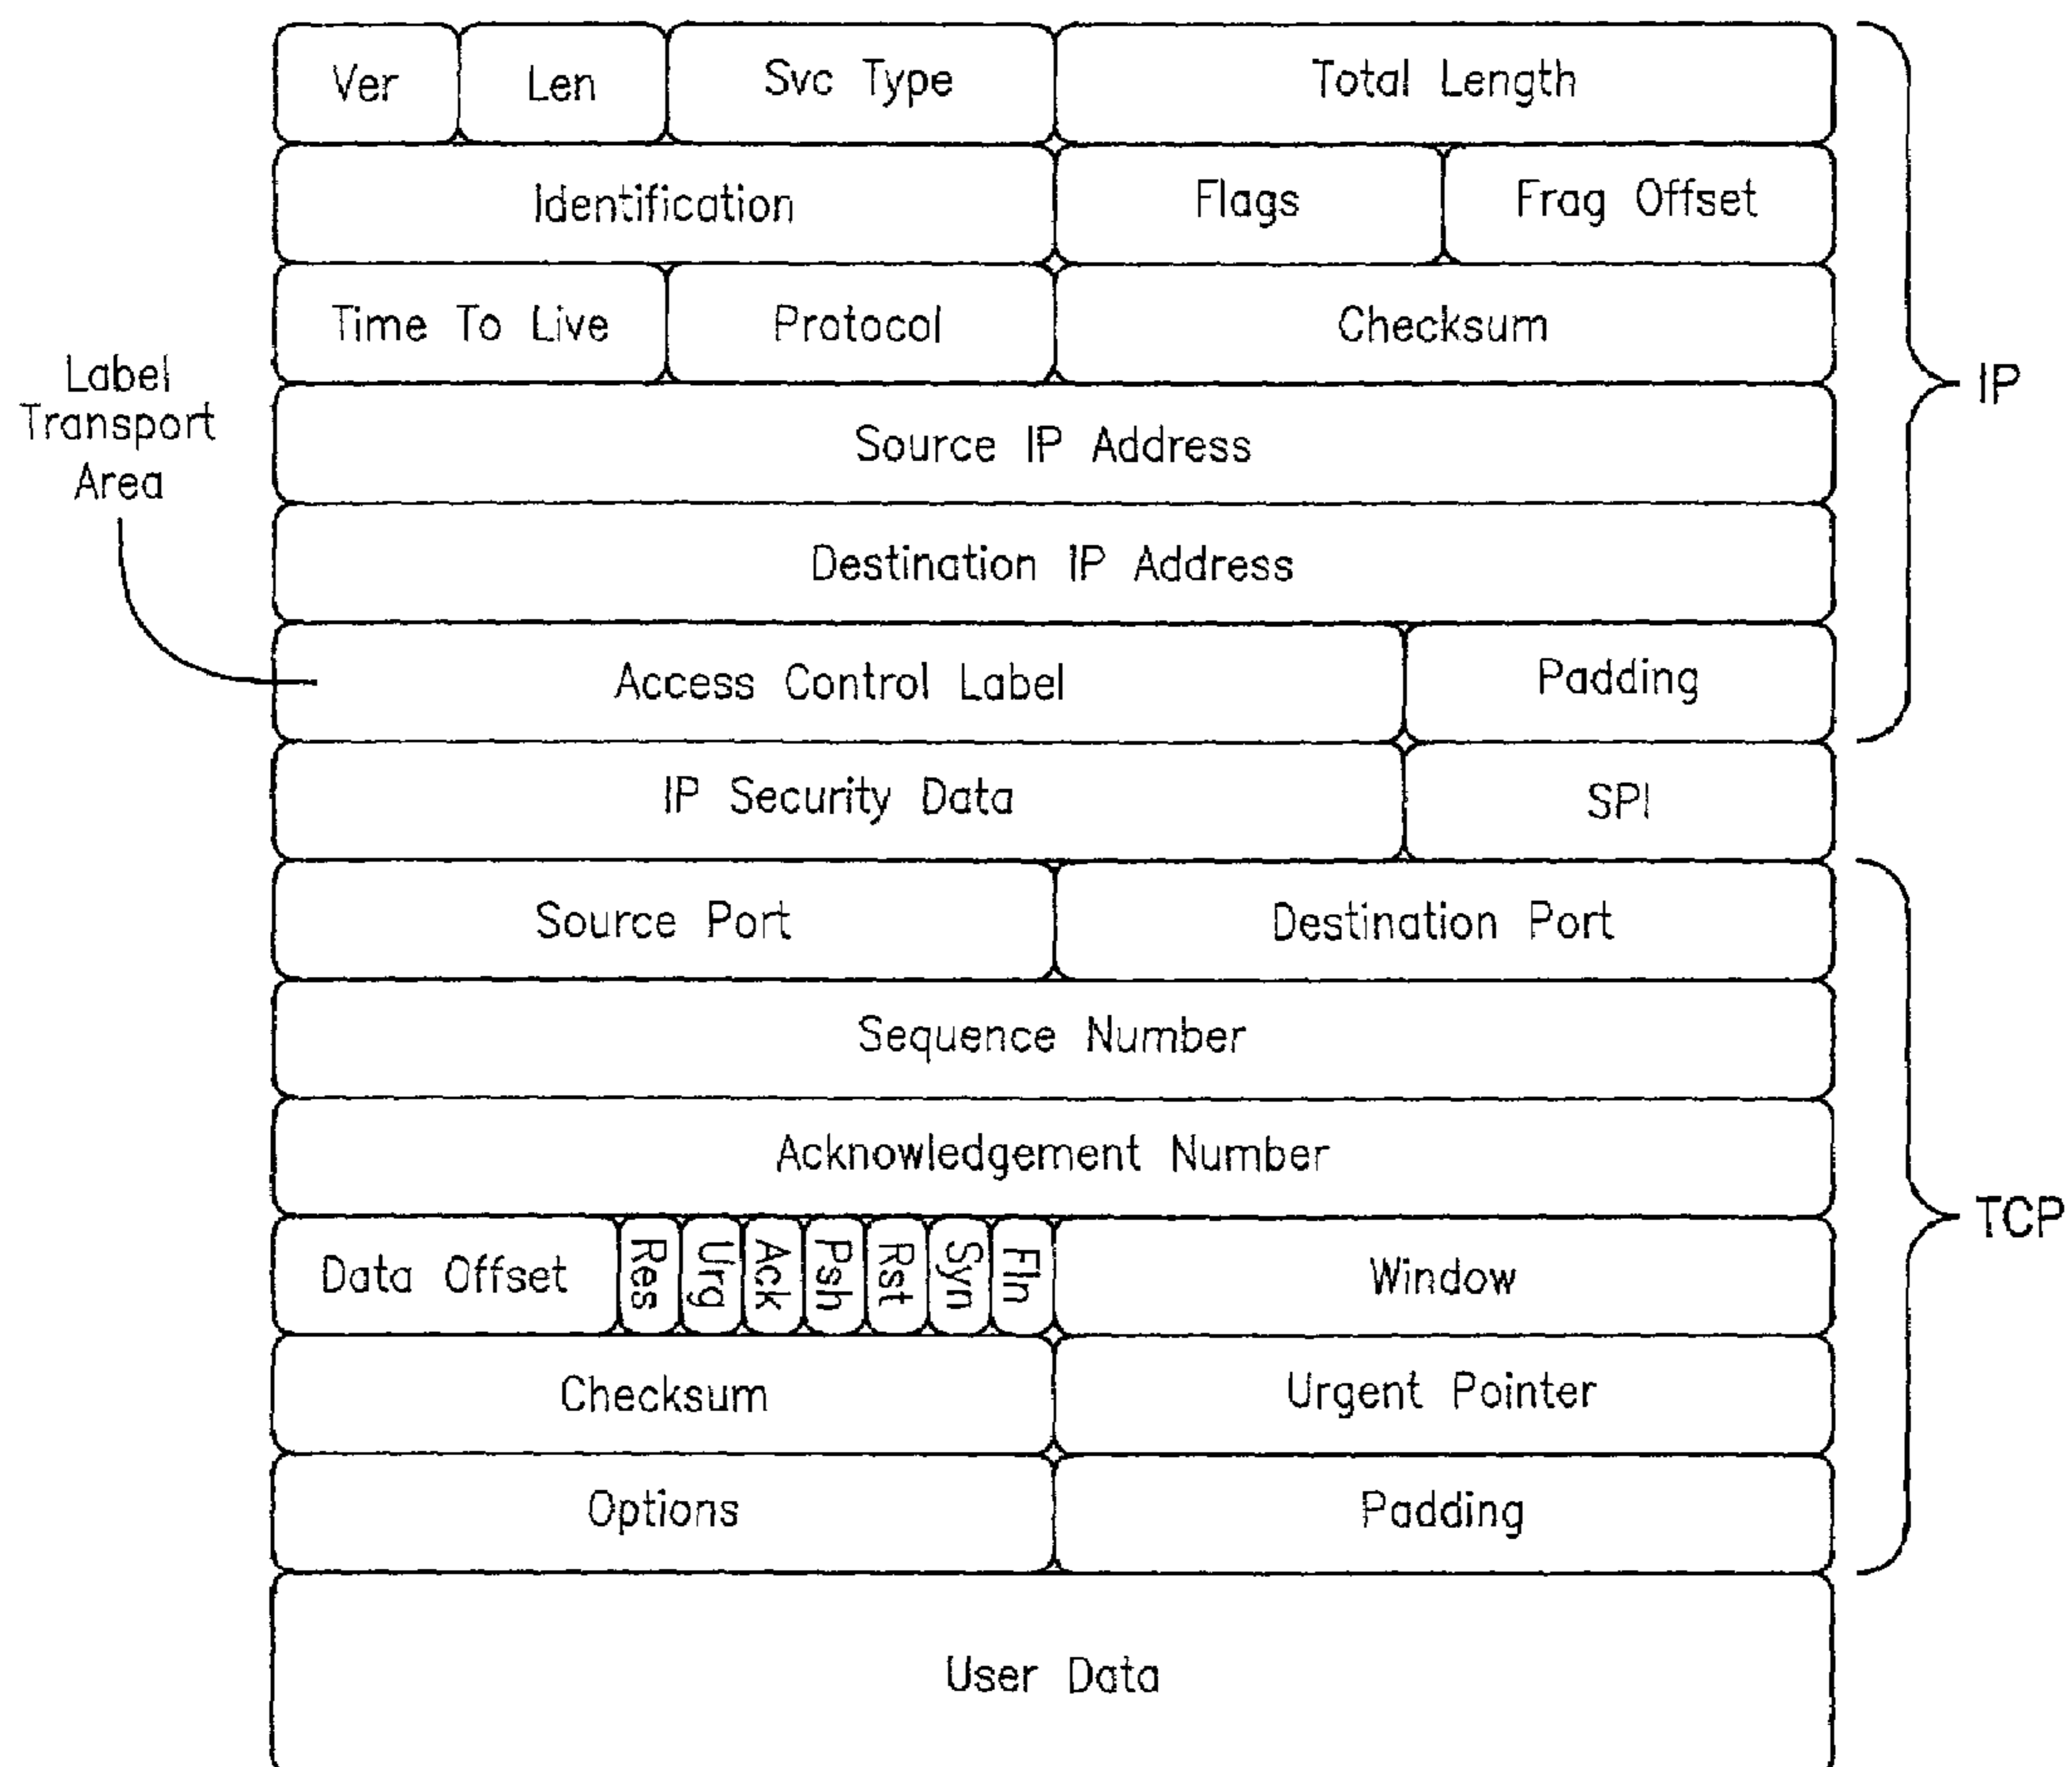 Ver Len Svc Type Total Length
Identification Flags Frag Offset
Time To Live Protocol Checksum
Label
Transport
Area
IP
Source IP Address
Destination IP Address
Access Control Label Padding
IP Security Data SPI
Source Port Destination Port
Sequence Number
Acknowledgement Number
TCP
Data Offset Res Urg Ack Psh Rst Syn Fih Window
Checksum Urgent Pointer
Options Padding
User Data